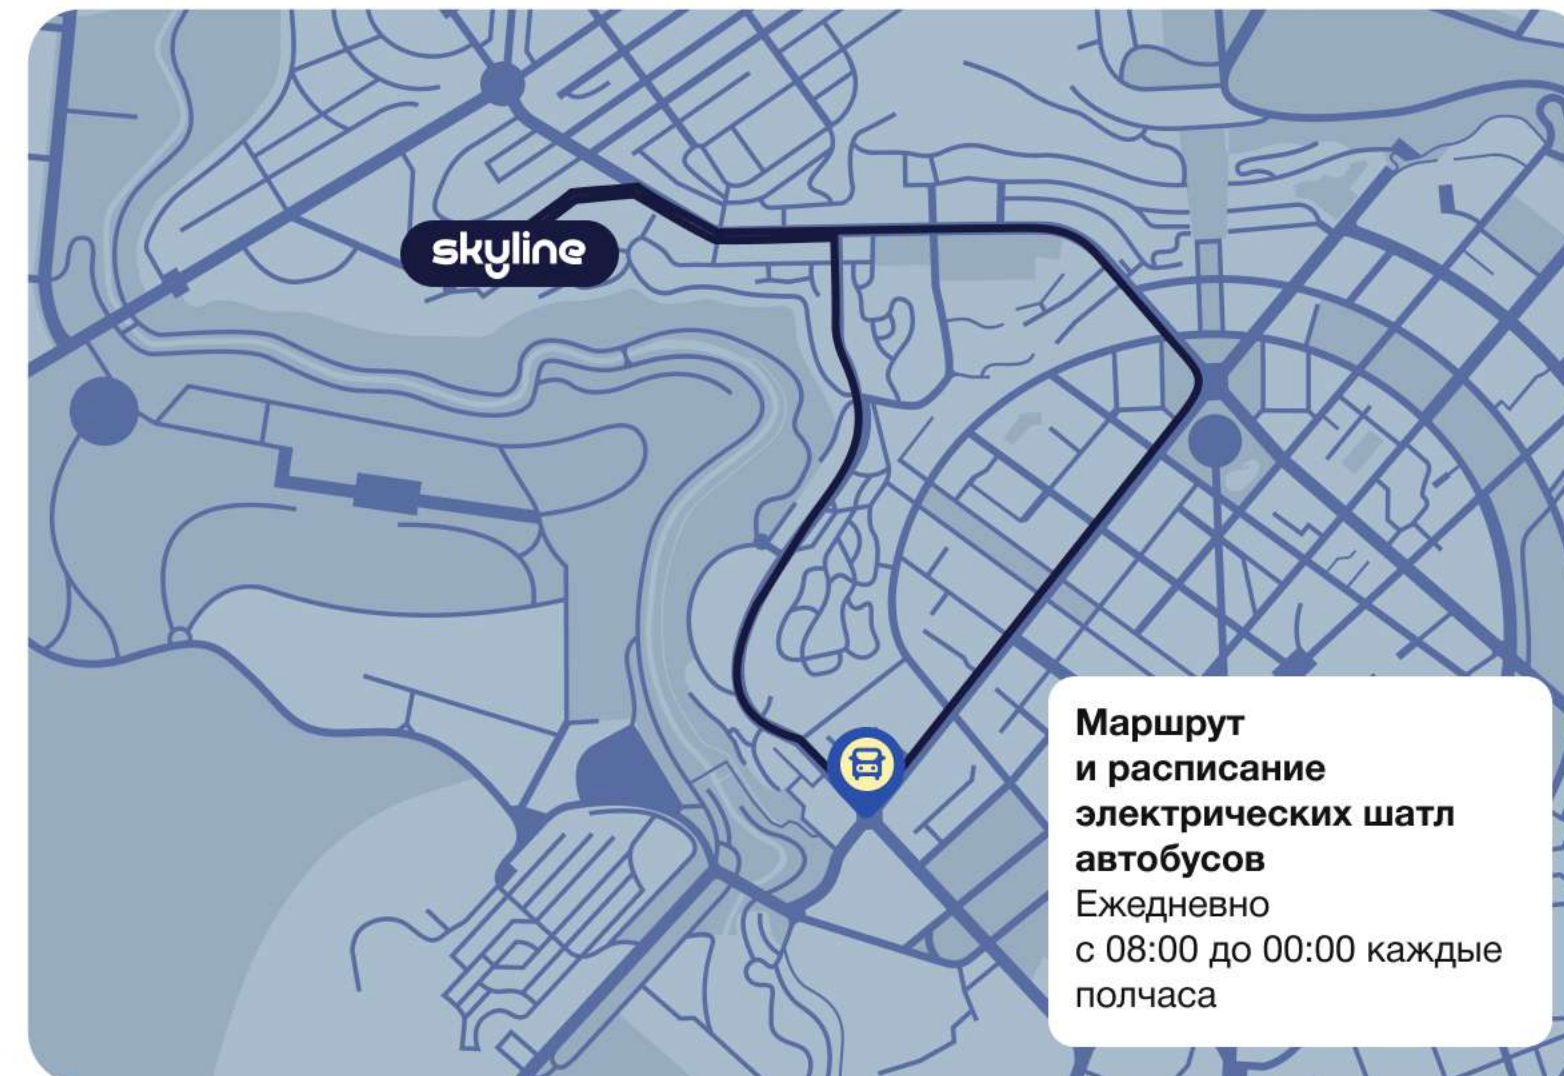 skyline
Маршрут
и расписание
электрических шатл
автобусов
Ежедневно
с 08:00 до 00:00 каждые
полчаса